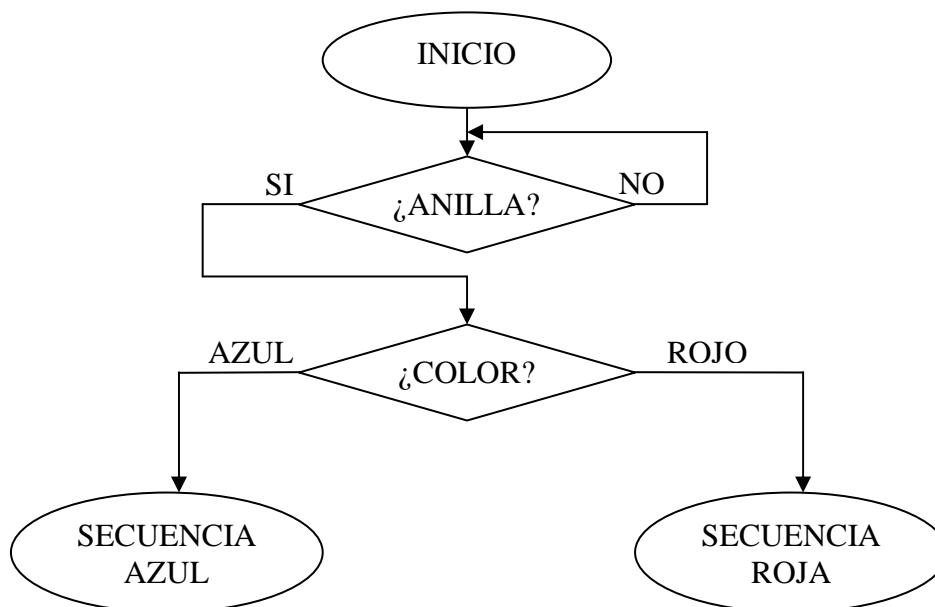 INICIO
SI
NO
¿ANILLA?
AZUL
ROJO
¿COLOR?
SECUENCIA
AZUL
SECUENCIA
ROJA